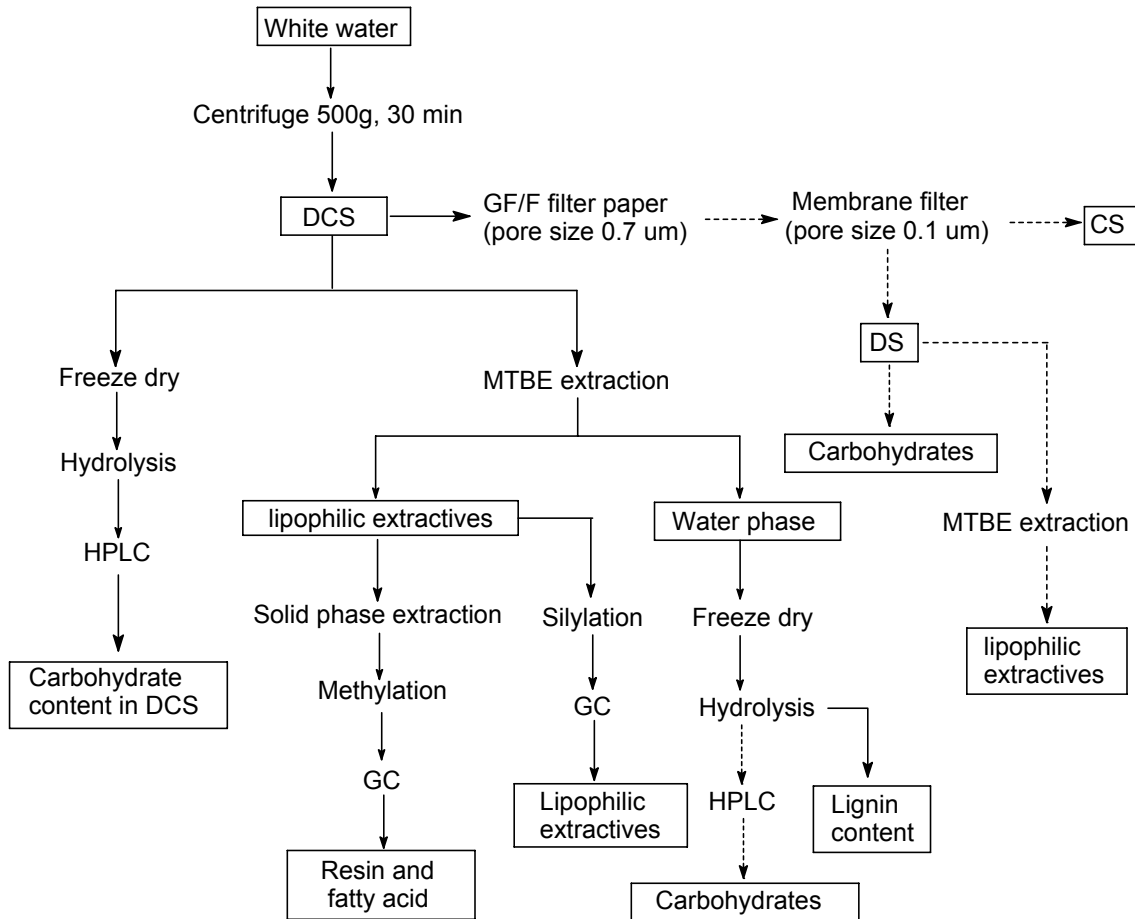 White water
Centrifuge 500g, 30 min
DCS
GF/F filter paper
(pore size 0.7 um)
Membrane filter
(pore size 0.1 um)
CS
DS
Freeze dry
MTBE extraction
Carbohydrates
Hydrolysis
lipophilic extractives
Water phase
MTBE extraction
HPLC
Solid phase extraction
Silylation
Freeze dry
lipophilic
extractives
Carbohydrate
content in DCS
Methylation
GC
Hydrolysis
GC
Lipophilic
extractives
HPLC
Lignin
content
Resin and
fatty acid
Carbohydrates